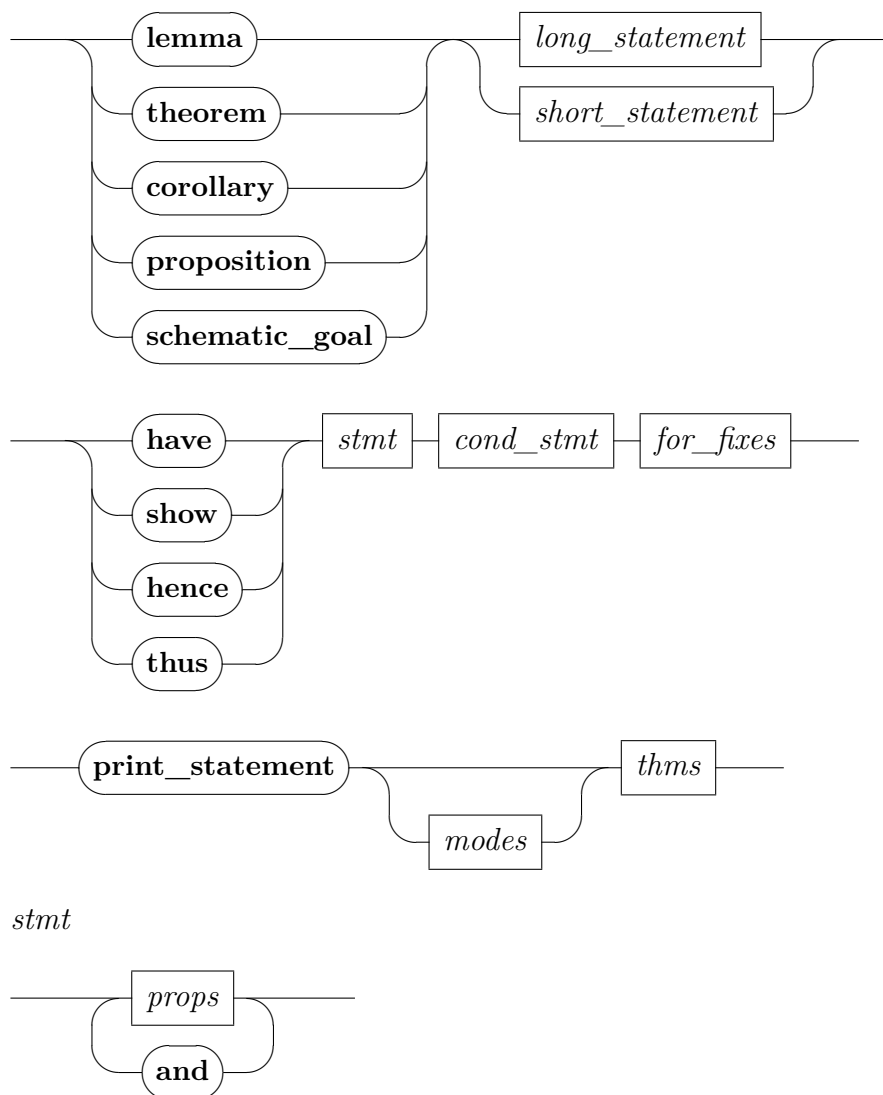 lemma long_statement
theorem short_statement
corollary
proposition
schematic_goal
have stmt cond_stmt for_fixes
show
hence
thus
print_statement thms
modes
stmt
props
and